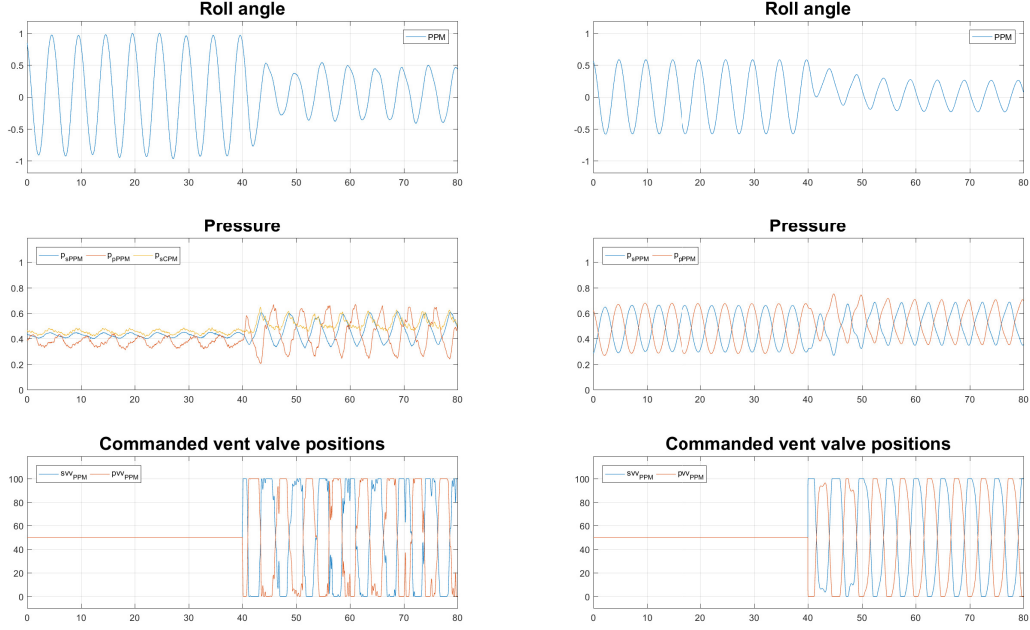 Roll angle
PPM
1
0.5
0
-0.5
-1
0 10 20 30 40 50 60 70 80
Pressure
p_sPPM p_pPPM p_sCPM
1
0.8
0.6
0.4
0.2
0
0 10 20 30 40 50 60 70 80
Commanded vent valve positions
svv_PPM pvv_PPM
100
80
60
40
20
0
0 10 20 30 40 50 60 70 80
Roll angle
PPM
1
0.5
0
-0.5
-1
0 10 20 30 40 50 60 70 80
Pressure
p_sPPM p_pPPM
1
0.8
0.6
0.4
0.2
0
0 10 20 30 40 50 60 70 80
Commanded vent valve positions
svv_PPM pvv_PPM
100
80
60
40
20
0
0 10 20 30 40 50 60 70 80